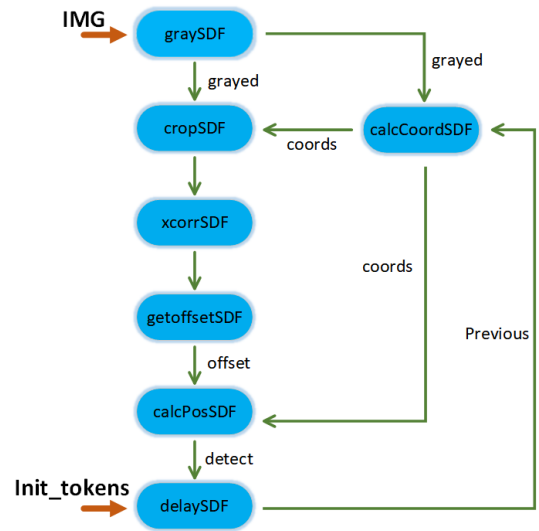 IMG
graySDF
grayed
grayed
cropSDF
coords
calcCoordSDF
xcorrSDF
coords
getoffsetSDF
Previous
offset
calcPosSDF
detect
Init_tokens
delaySDF